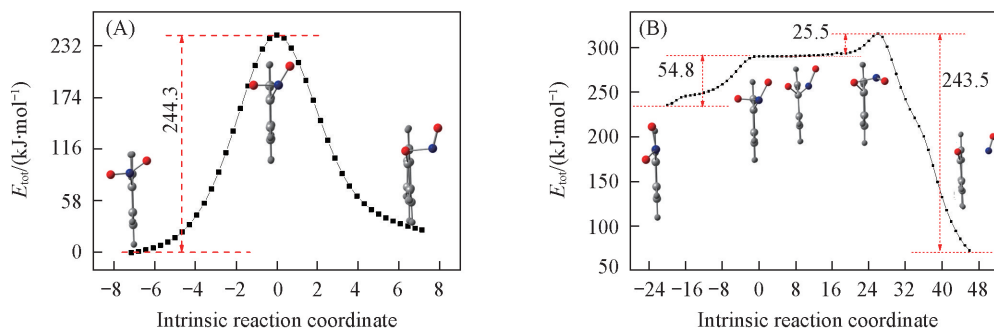 (A)
232
174
116
58
0
244.3
E_tot/(kJ·mol⁻¹)
−8 −6 −4 −2 0 2 4 6 8
Intrinsic reaction coordinate
(B)
300
250
200
150
100
50
54.8
25.5
243.5
E_tot/(kJ·mol⁻¹)
−24 −16 −8 0 8 16 24 32 40 48
Intrinsic reaction coordinate